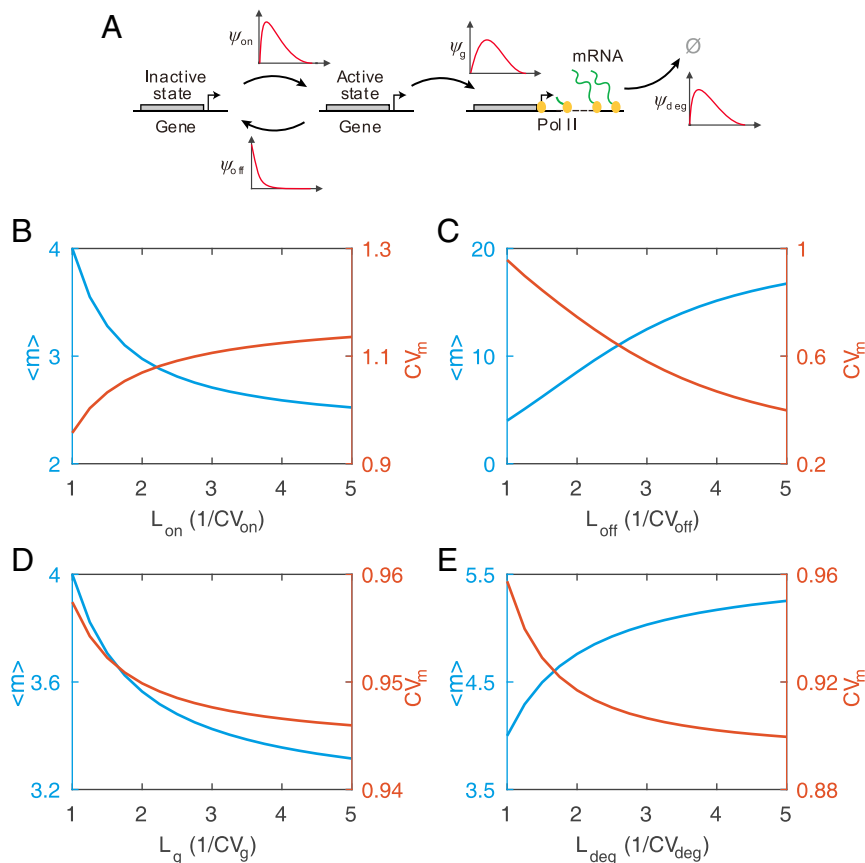 A
ψon
ψg
mRNA
∅
Inactive
state
Active
state
ψdeg
Gene
Gene
Pol II
ψoff
B
4
3
2
<m>
1.3
1.1
0.9
CVm
1 2 3 4 5
Lon (1/CVon)
C
20
10
0
<m>
1
0.6
0.2
CVm
1 2 3 4 5
Loff (1/CVoff)
D
4
3.6
3.2
<m>
0.96
0.95
0.94
CVm
1 2 3 4 5
Lg (1/CVg)
E
5.5
4.5
3.5
<m>
0.96
0.92
0.88
CVm
1 2 3 4 5
Ldeg (1/CVdeg)